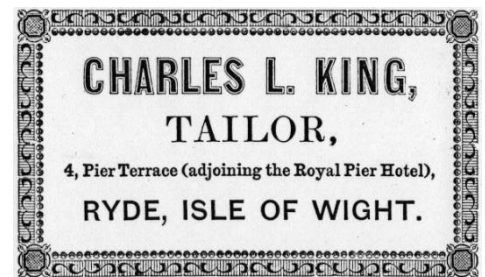 CHARLES L. KING,
TAILOR,
4, Pier Terrace (adjoining the Royal Pier Hotel),
RYDE, ISLE OF WIGHT.